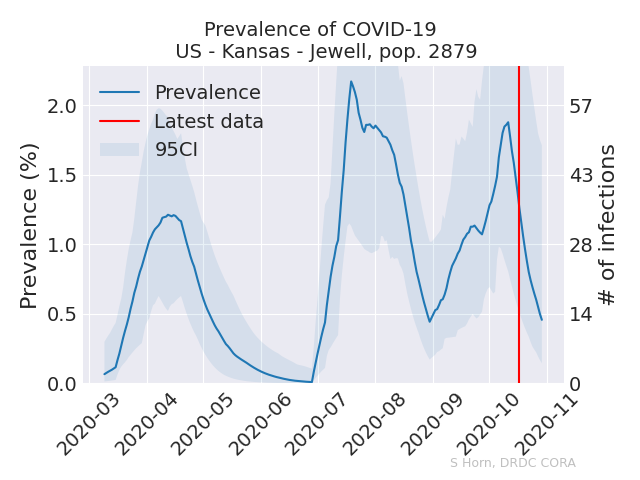 Prevalence of COVID-19
US - Kansas - Jewell, pop. 2879
Prevalence
Latest data
95CI
Prevalence (%)
2.0
1.5
1.0
0.5
0.0
57
43
28
14
0
# of Infections
2020-03
2020-04
2020-05
2020-06
2020-07
2020-08
2020-09
2020-10
2020-11
S Horn, DRDC CORA